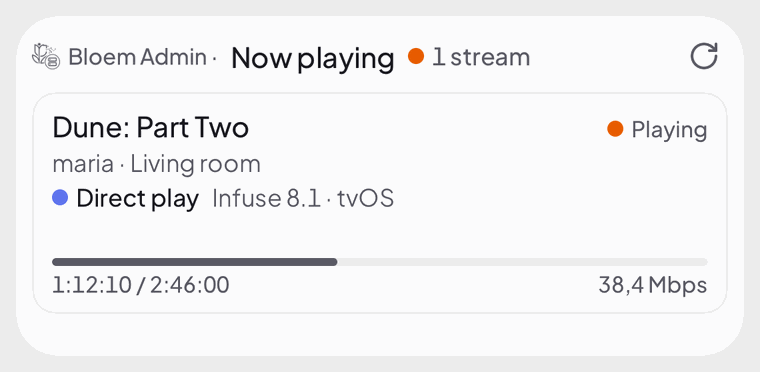 Bloem Admin · Now playing 1 stream
Dune: Part Two Playing
maria · Living room
Direct play Infuse 8.1 · tvOS
1:12:10 / 2:46:00 38,4 Mbps